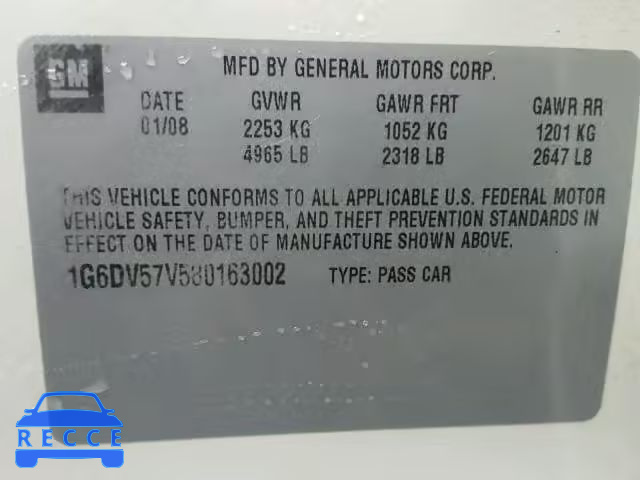 GM
MFD BY GENERAL MOTORS CORP.
DATE GVWR GAWR FRT GAWR RR
01/08 2253 KG 1052 KG 1201 KG
4965 LB 2318 LB 2647 LB
THIS VEHICLE CONFORMS TO ALL APPLICABLE U.S. FEDERAL MOTOR
VEHICLE SAFETY, BUMPER, AND THEFT PREVENTION STANDARDS IN
EFFECT ON THE DATE OF MANUFACTURE SHOWN ABOVE.
1G6DV57V580163002 TYPE: PASS CAR
RECCE